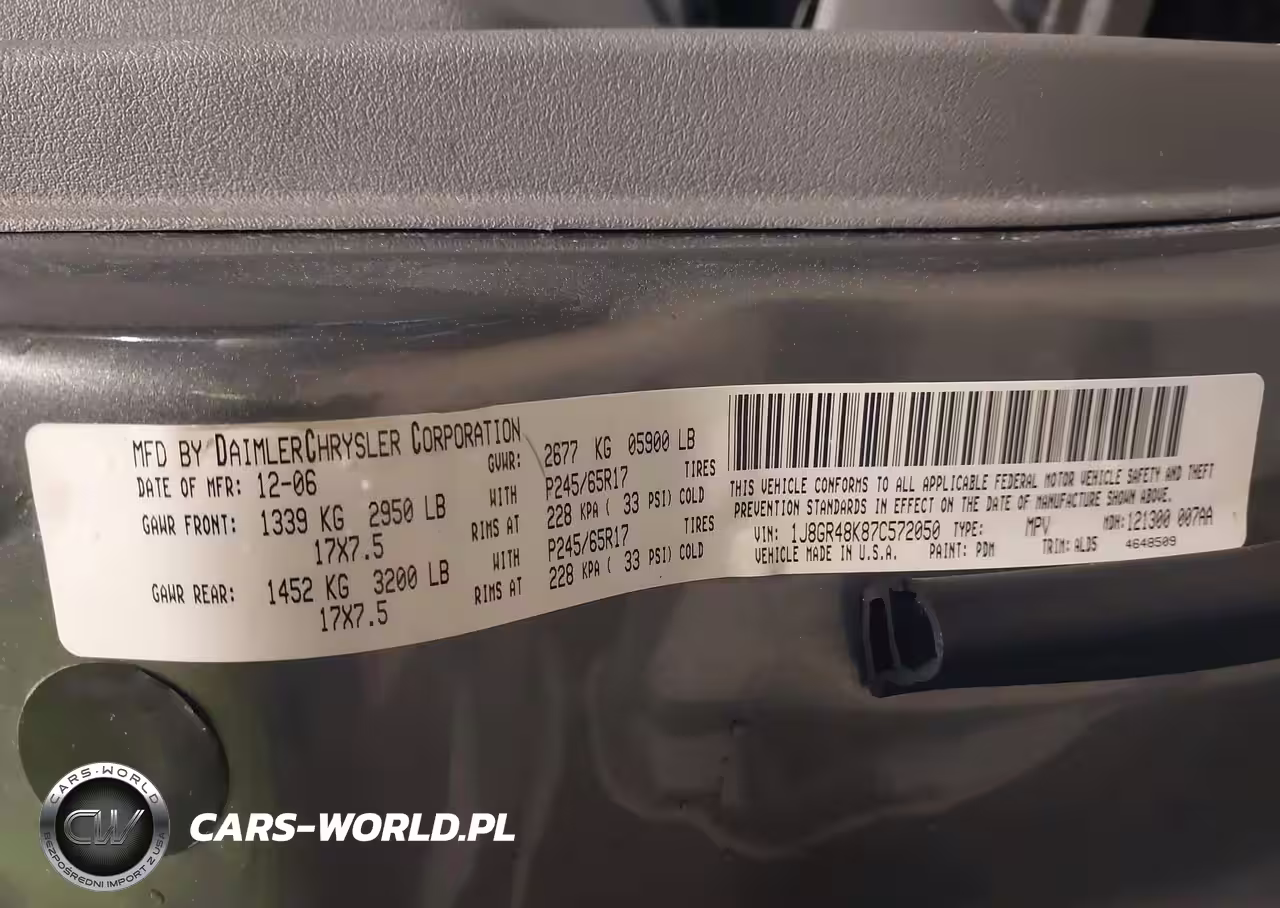 MFD BY DAIMLERCHRYSLER CORPORATION
DATE OF MFR: 12-06 GVWR: 2677 KG 05900 LB
GAWR FRONT: 1339 KG 2950 LB WITH P245/65R17 TIRES
17X7.5 RIMS AT 228 KPA ( 33 PSI) COLD
GAWR REAR: 1452 KG 3200 LB WITH P245/65R17 TIRES
17X7.5 RIMS AT 228 KPA ( 33 PSI) COLD
THIS VEHICLE CONFORMS TO ALL APPLICABLE FEDERAL MOTOR VEHICLE SAFETY AND THEFT
PREVENTION STANDARDS IN EFFECT ON THE DATE OF MANUFACTURE SHOWN ABOVE.
VIN: 1J8GR48K87C572050 TYPE: MPV MDH: 121300 007AA
VEHICLE MADE IN U.S.A. PAINT: PDM TRIM: ALD5 4648509
CARS-WORLD
CW
BEZPOŚREDNI IMPORT Z USA
CARS-WORLD.PL